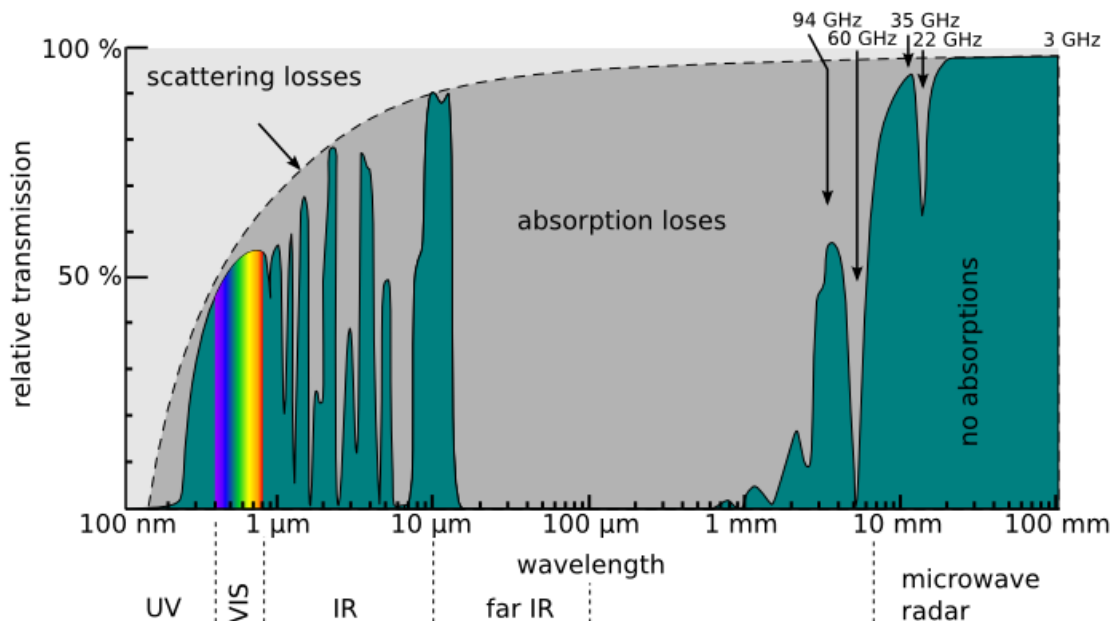 94 GHz
35 GHz
60 GHz
22 GHz
3 GHz
100 %
scattering losses
relative transmission
absorption loses
50 %
no absorptions
100 nm
1 µm
10 µm
100 µm
1 mm
10 mm
100 mm
wavelength
UV
VIS
IR
far IR
microwave
radar